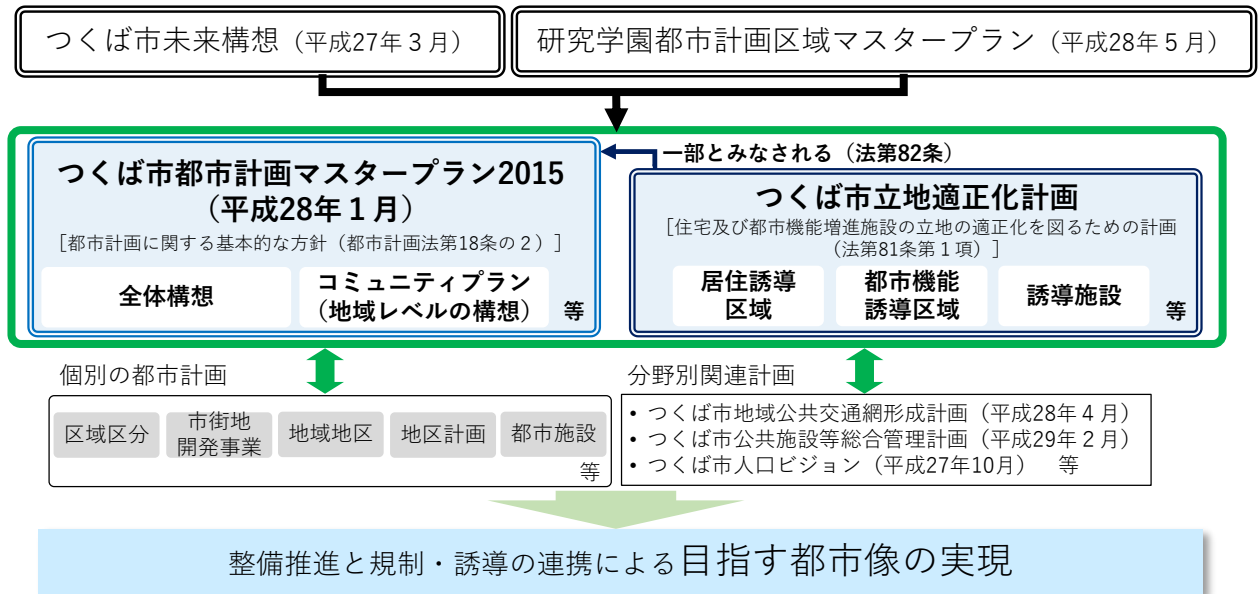 つくば市未来構想（平成27年３月）
研究学園都市計画区域マスタープラン（平成28年５月）
つくば市都市計画マスタープラン2015
（平成28年１月）
［都市計画に関する基本的な方針（都市計画法第18条の２）］
全体構想
コミュニティプラン
（地域レベルの構想）
等
一部とみなされる（法第82条）
つくば市立地適正化計画
［住宅及び都市機能増進施設の立地の適正化を図るための計画
（法第81条第１項）］
居住誘導
区域
都市機能
誘導区域
誘導施設
等
個別の都市計画
区域区分
市街地
開発事業
地域地区
地区計画
都市施設
等
分野別関連計画
• つくば市地域公共交通網形成計画（平成28年４月）
• つくば市公共施設等総合管理計画（平成29年２月）
• つくば市人口ビジョン（平成27年10月）　等
整備推進と規制・誘導の連携による目指す都市像の実現